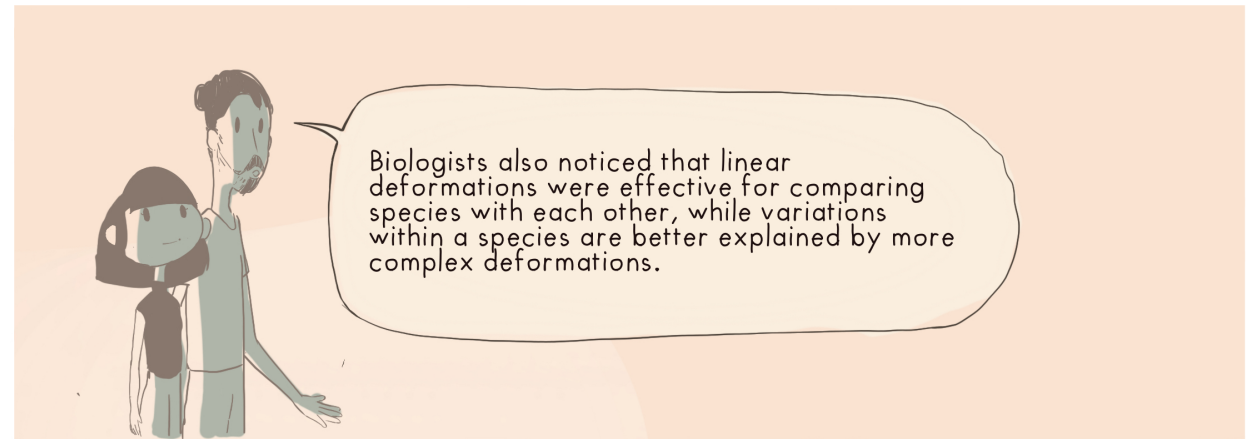 Biologists also noticed that linear
deformations were effective for comparing
species with each other, while variations
within a species are better explained by more
complex deformations.